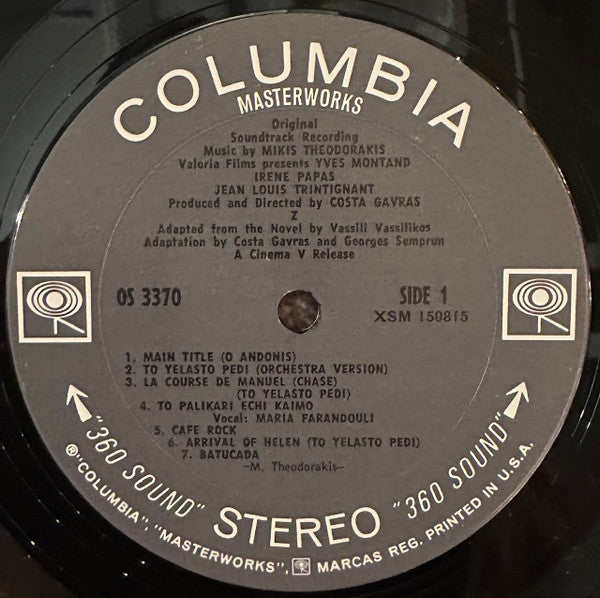 COLUMBIA
MASTERWORKS
Original
Soundtrack Recording
Music by MIKIS THEODORAKIS
Valoria Films presents YVES MONTAND
IRENE PAPAS
JEAN LOUIS TRINTIGNANT
Produced and Directed by COSTA GAVRAS
Z
Adapted from the Novel by Vassili Vassilikos
Adaptation by Costa Gavras and Georges Semprun
A Cinema V Release
OS 3370
SIDE 1
XSM 150815
1. MAIN TITLE (O ANDONIS)
2. TO YELASTO PEDI (ORCHESTRA VERSION)
3. LA COURSE DE MANUEL (CHASE)
(TO YELASTO PEDI)
4. TO PALIKARI ECHI KAIMO
Vocal: MARIA FARANDOULI
5. CAFE ROCK
6. ARRIVAL OF HELEN (TO YELASTO PEDI)
7. BATUCADA
-M. Theodorakis-
"360 SOUND" STEREO "360 SOUND"
℗"COLUMBIA", "MASTERWORKS", MARCAS REG. PRINTED IN U.S.A.